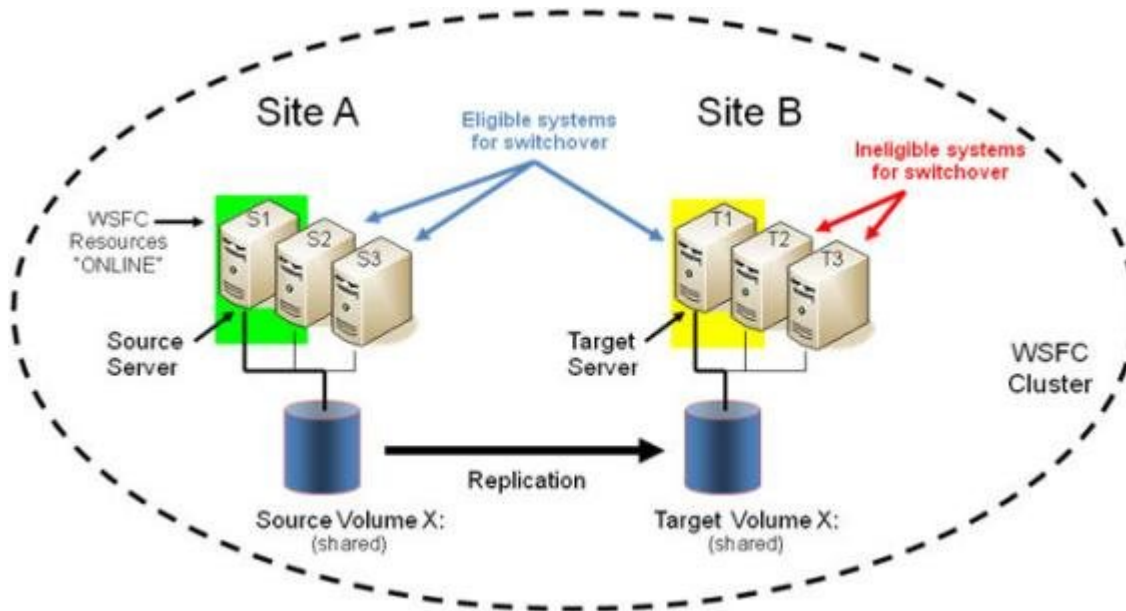 Site A
Site B
Eligible systems
for switchover
Ineligible systems
for switchover
WSFC
Resources
"ONLINE"
S1
S2
S3
T1
T2
T3
Source
Server
Target
Server
WSFC
Cluster
Replication
Source Volume X:
(shared)
Target Volume X:
(shared)